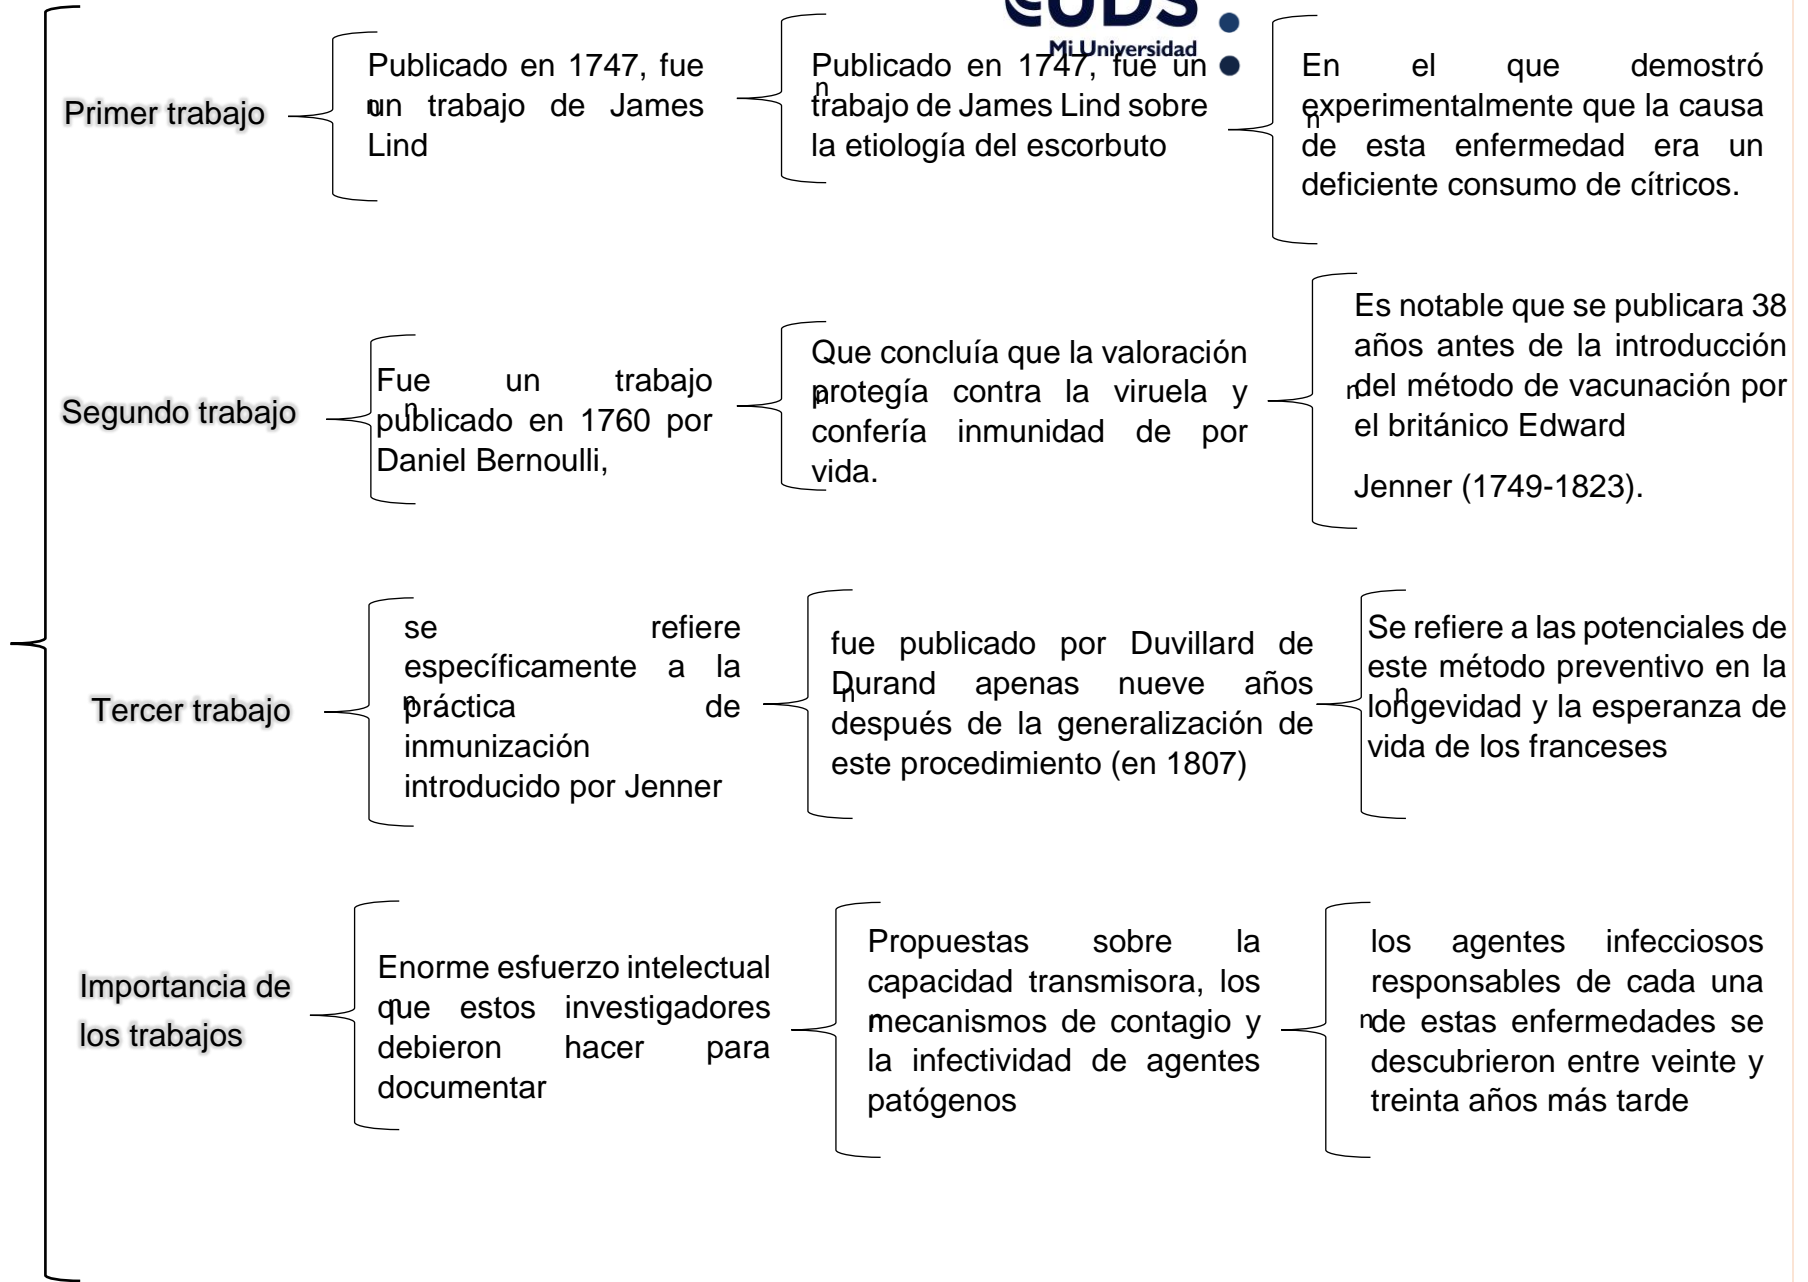 UDS
Mi Universidad
Primer trabajo
Publicado en 1747, fue
un trabajo de James
Lind
n
Publicado en 1747, fue un
trabajo de James Lind sobre
la etiología del escorbuto
n
En el que demostró
experimentalmente que la causa
de esta enfermedad era un
deficiente consumo de cítricos.
n
Segundo trabajo
Fue un trabajo
publicado en 1760 por
Daniel Bernoulli,
n
Que concluía que la valoración
protegía contra la viruela y
confería inmunidad de por
vida.
n
Es notable que se publicara 38
años antes de la introducción
del método de vacunación por
el británico Edward
Jenner (1749-1823).
n
Tercer trabajo
se refiere
específicamente a la
práctica de
inmunización
introducido por Jenner
n
fue publicado por Duvillard de
Durand apenas nueve años
después de la generalización de
este procedimiento (en 1807)
n
Se refiere a las potenciales de
este método preventivo en la
longevidad y la esperanza de
vida de los franceses
n
Importancia de
los trabajos
Enorme esfuerzo intelectual
que estos investigadores
debieron hacer para
documentar
n
Propuestas sobre la
capacidad transmisora, los
mecanismos de contagio y
la infectividad de agentes
patógenos
n
los agentes infecciosos
responsables de cada una
de estas enfermedades se
descubrieron entre veinte y
treinta años más tarde
n